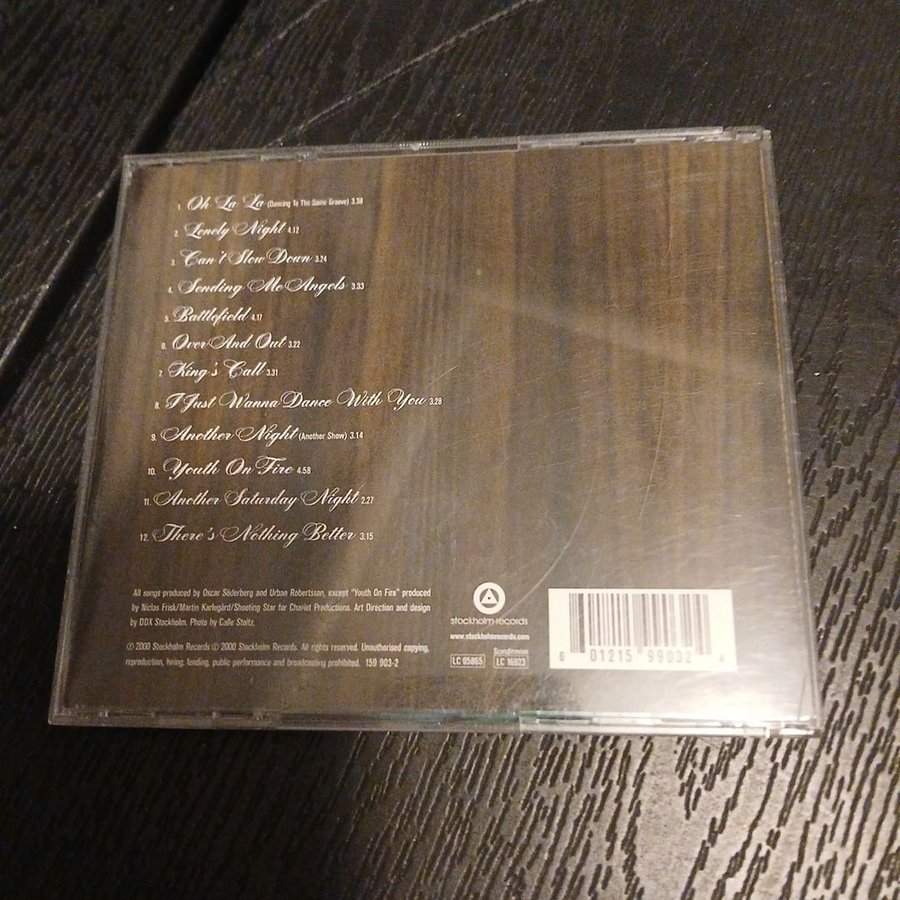 1. Oh La La (Dancing To The Same Groove) 3.38
2. Lonely Night 4.12
3. Can't Slow Down 3.24
4. Sending Me Angels 3.33
5. Battlefield 4.17
6. Over And Out 3.22
7. King's Call 3.31
8. I Just Wanna Dance With You 3.28
9. Another Night (Another Show) 3.14
10. Youth On Fire 4.58
11. Another Saturday Night 2.27
12. There's Nothing Better 3.15
All songs produced by Oscar Söderberg and Urban Robertsson, except "Youth On Fire" produced
by Niclas Frisk/Martin Karlegård/Shooting Star for Chariot Productions. Art Direction and design
by DDX Stockholm. Photo by Calle Stoltz.
℗ 2000 Stockholm Records © 2000 Stockholm Records. All rights reserved. Unauthorised copying,
reproduction, hiring, lending, public performance and broadcasting prohibited. 159 903-2
stockholm records
www.stockholmrecords.com
Scandinavian
LC 05865 LC 16923
6 01215 99032 4